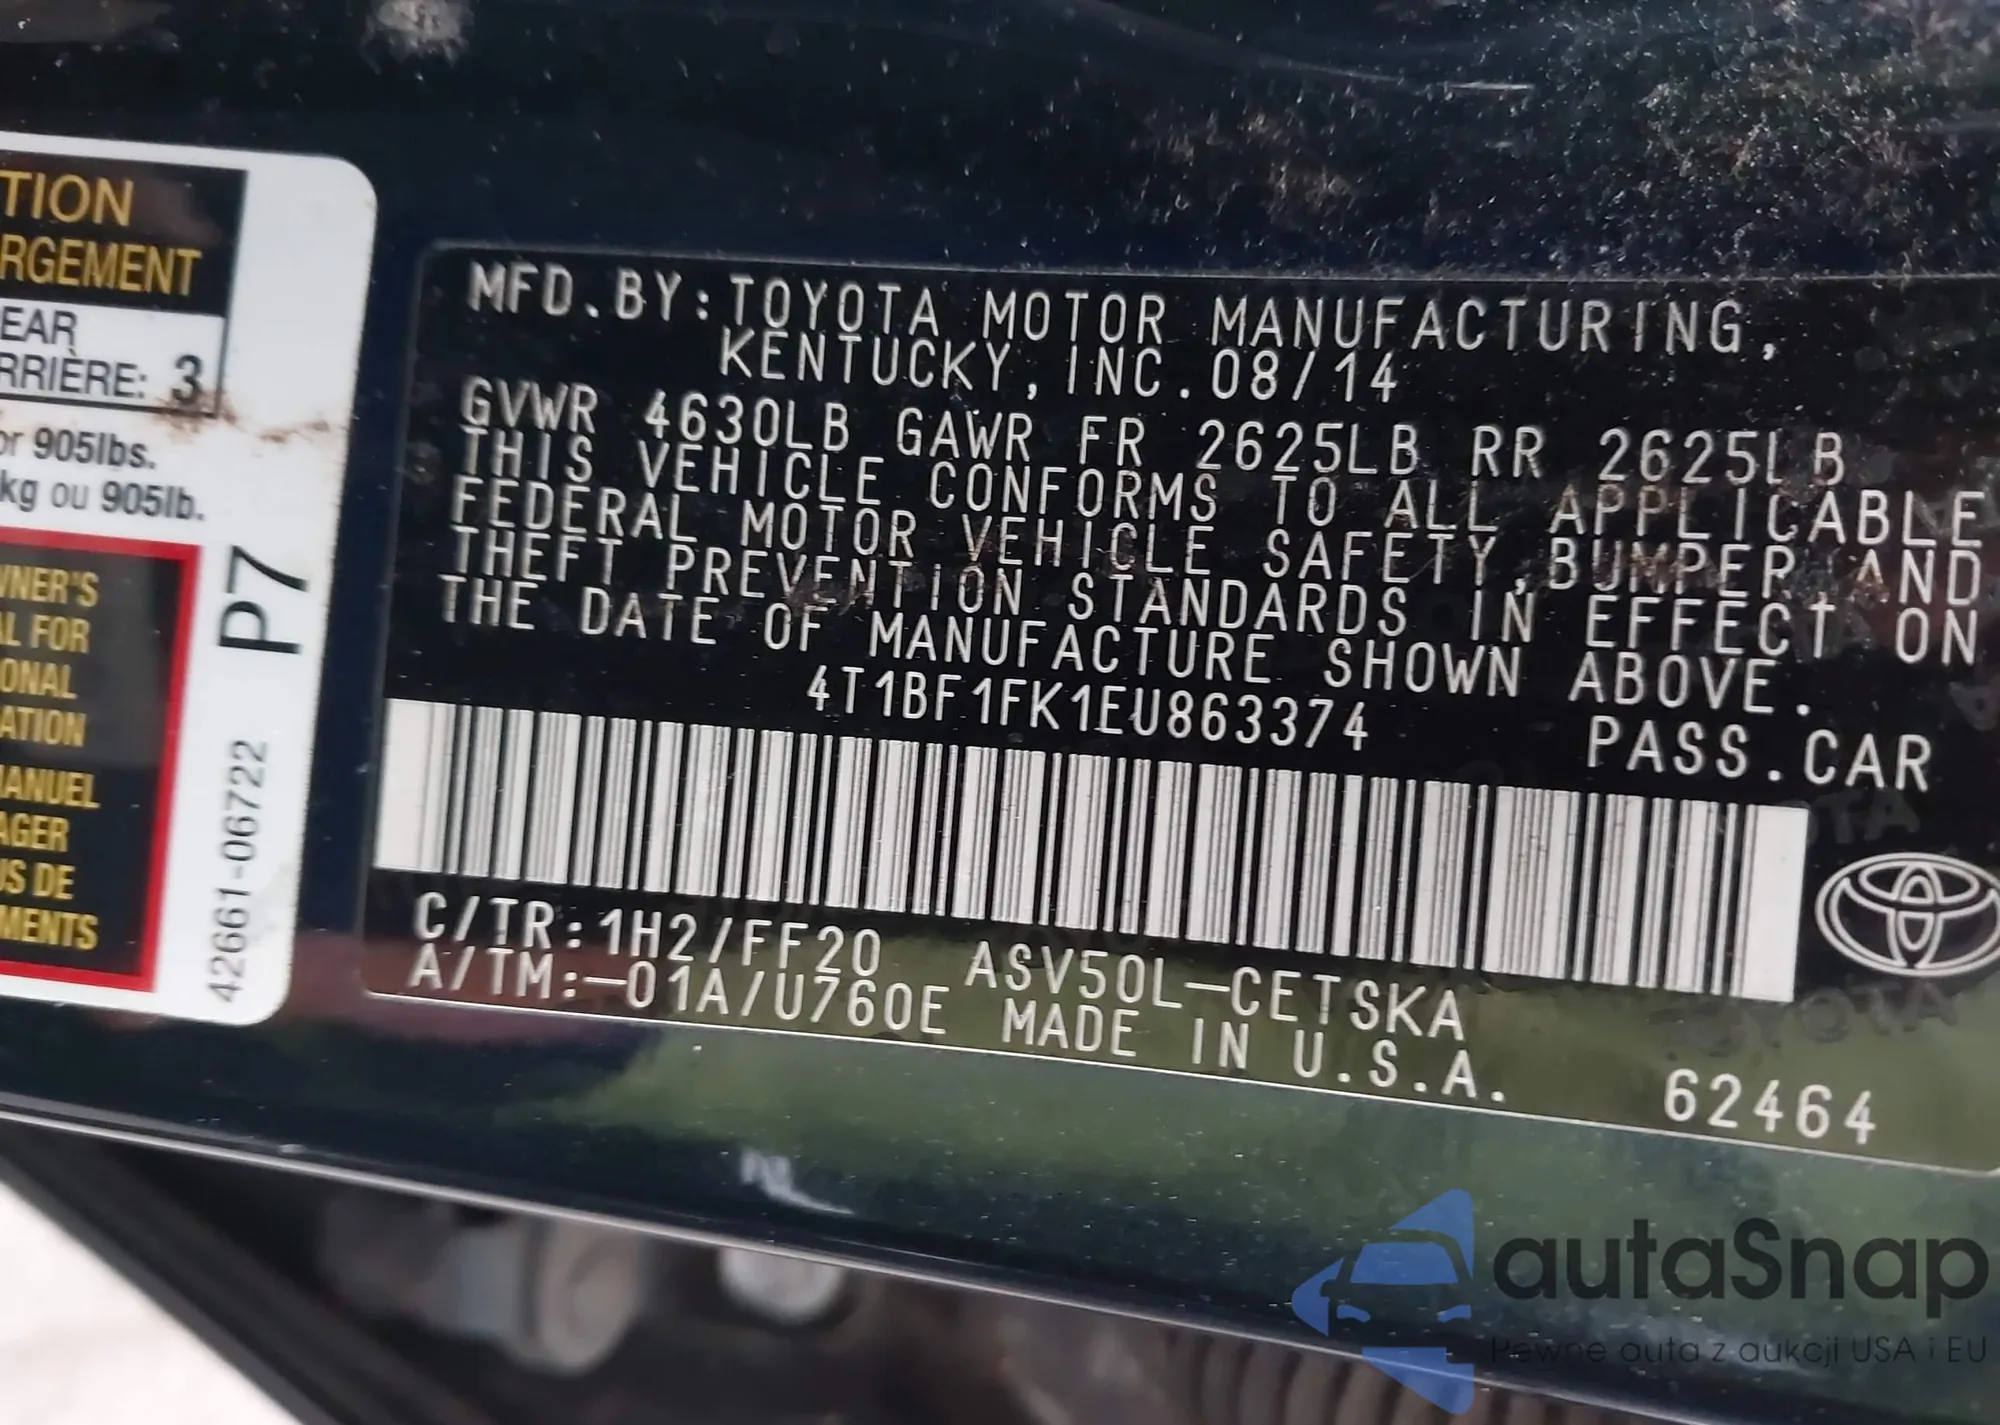 TION
RGEMENT
EAR
RRIÈRE: 3
or 905lbs.
kg ou 905lb.
WNER'S
AL FOR
ONAL
ATION
MANUEL
AGER
US DE
MENTS
P7
42661-06722
MFD.BY:TOYOTA MOTOR MANUFACTURING,
KENTUCKY,INC.08/14
GVWR 4630LB GAWR FR 2625LB RR 2625LB
THIS VEHICLE CONFORMS TO ALL APPLICABLE
FEDERAL MOTOR VEHICLE SAFETY,BUMPER,AND
THEFT PREVENTION STANDARDS IN EFFECT ON
THE DATE OF MANUFACTURE SHOWN ABOVE.
4T1BF1FK1EU863374
PASS.CAR
C/TR:1H2/FF20 ASV50L-CETSKA
A/TM:-01A/U760E MADE IN U.S.A.
62464
autaSnap
Pewne auta z aukcji USA i EU